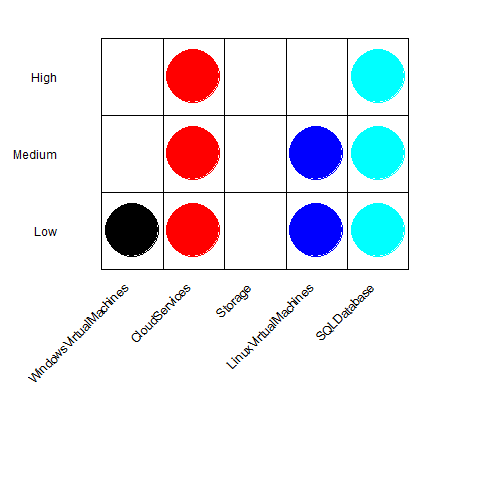 High
Medium
Low
WindowsVirtualMachines
CloudServices
Storage
LinuxVirtualMachines
SQLDatabase